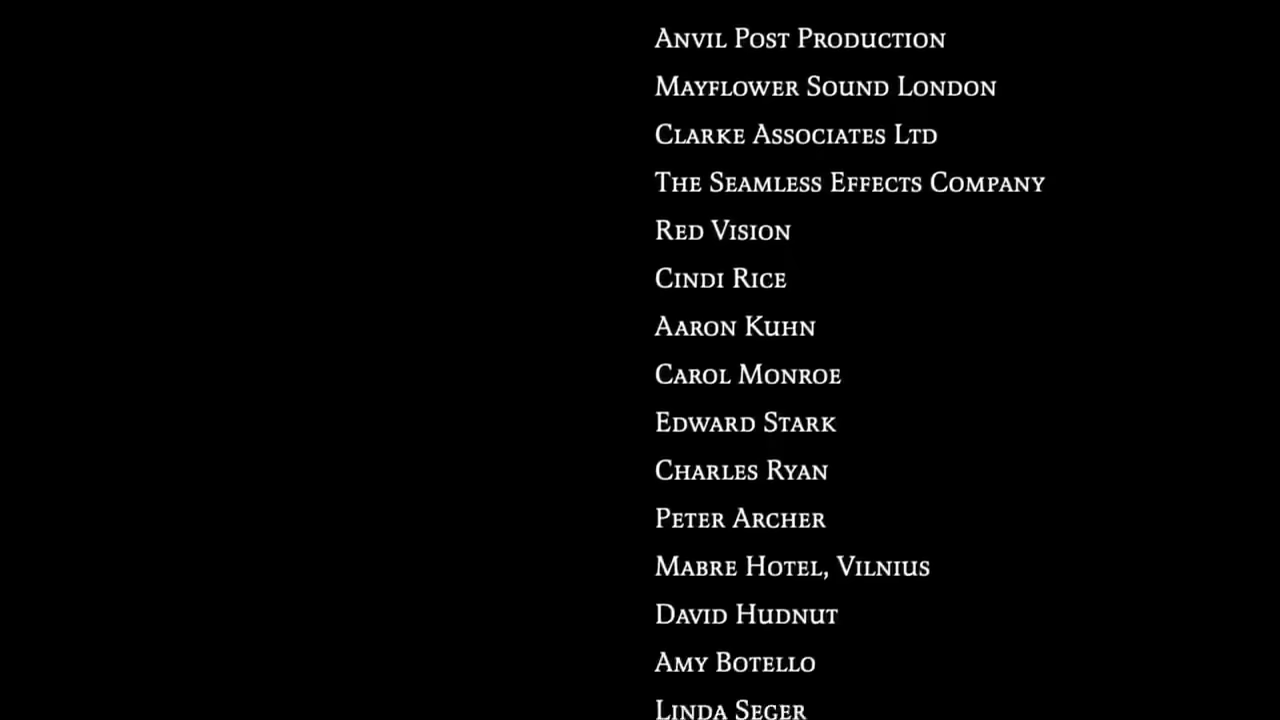 Anvil Post Production
Mayflower Sound London
Clarke Associates Ltd
The Seamless Effects Company
Red Vision
Cindi Rice
Aaron Kuhn
Carol Monroe
Edward Stark
Charles Ryan
Peter Archer
Mabre Hotel, Vilnius
David Hudnut
Amy Botello
Linda Seger